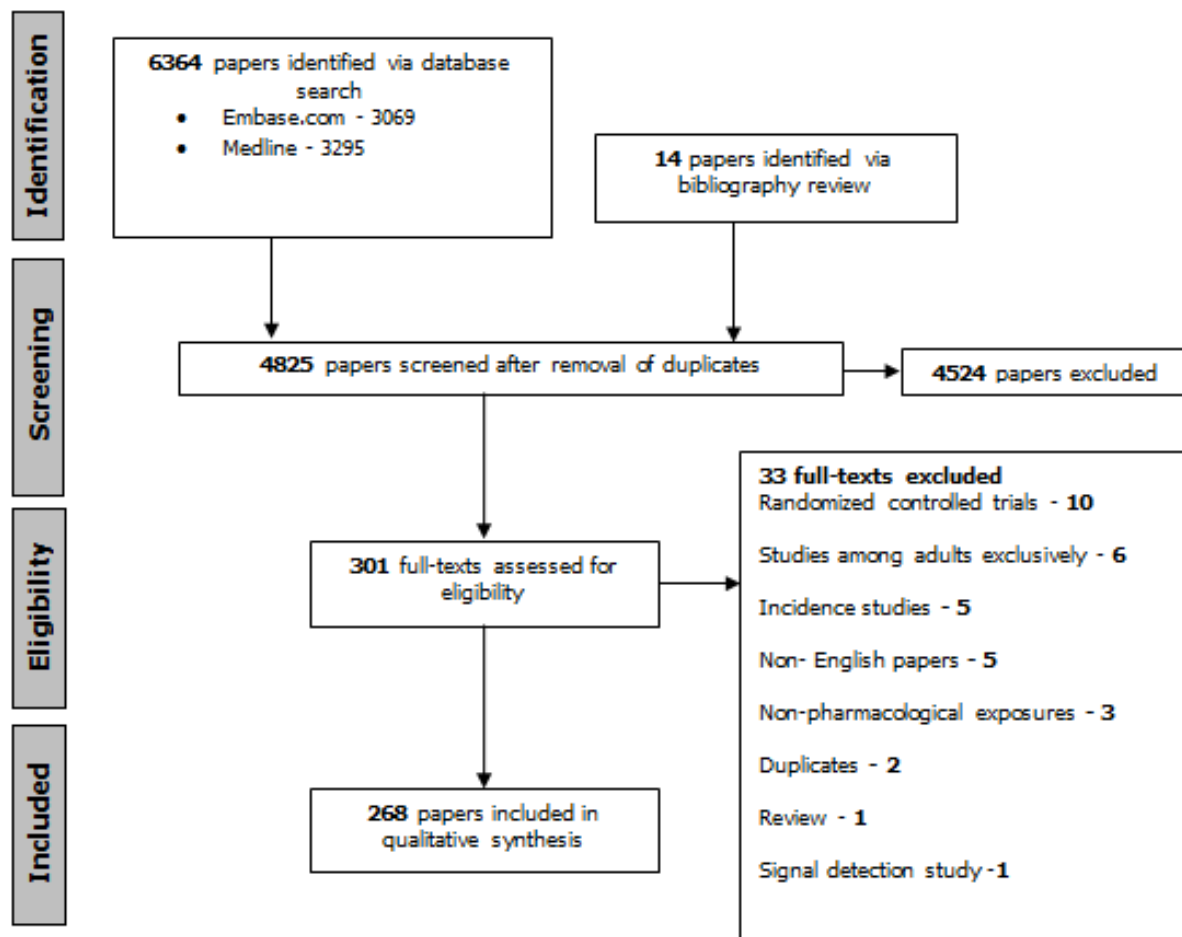 Identification
6364 papers identified via database
search
• Embase.com - 3069
• Medline - 3295
14 papers identified via
bibliography review
Screening
4825 papers screened after removal of duplicates
4524 papers excluded
Eligibility
301 full-texts assessed for
eligibility
33 full-texts excluded
Randomized controlled trials - 10
Studies among adults exclusively - 6
Incidence studies - 5
Non- English papers - 5
Non-pharmacological exposures - 3
Duplicates - 2
Review - 1
Signal detection study -1
Included
268 papers included in
qualitative synthesis